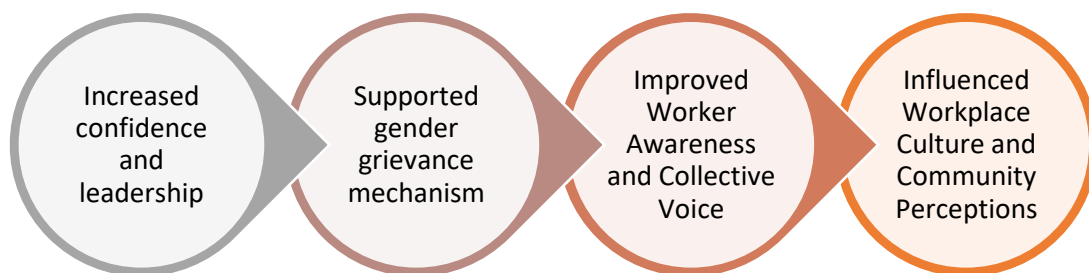 Increased
confidence
and
leadership
Supported
gender
grievance
mechanism
Improved
Worker
Awareness
and Collective
Voice
Influenced
Workplace
Culture and
Community
Perceptions